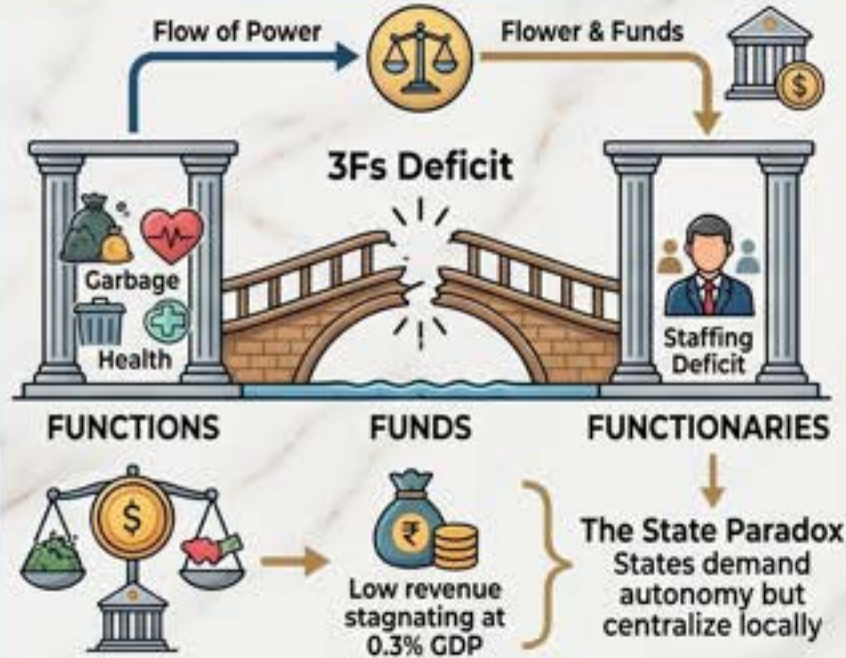 Flow of Power
Flower & Funds
$
3Fs Deficit
Garbage
Health
Staffing
Deficit
FUNCTIONS
FUNDS
FUNCTIONARIES
$
₹
Low revenue
stagnating at
0.3% GDP
The State Paradox
States demand
autonomy but
centralize locally